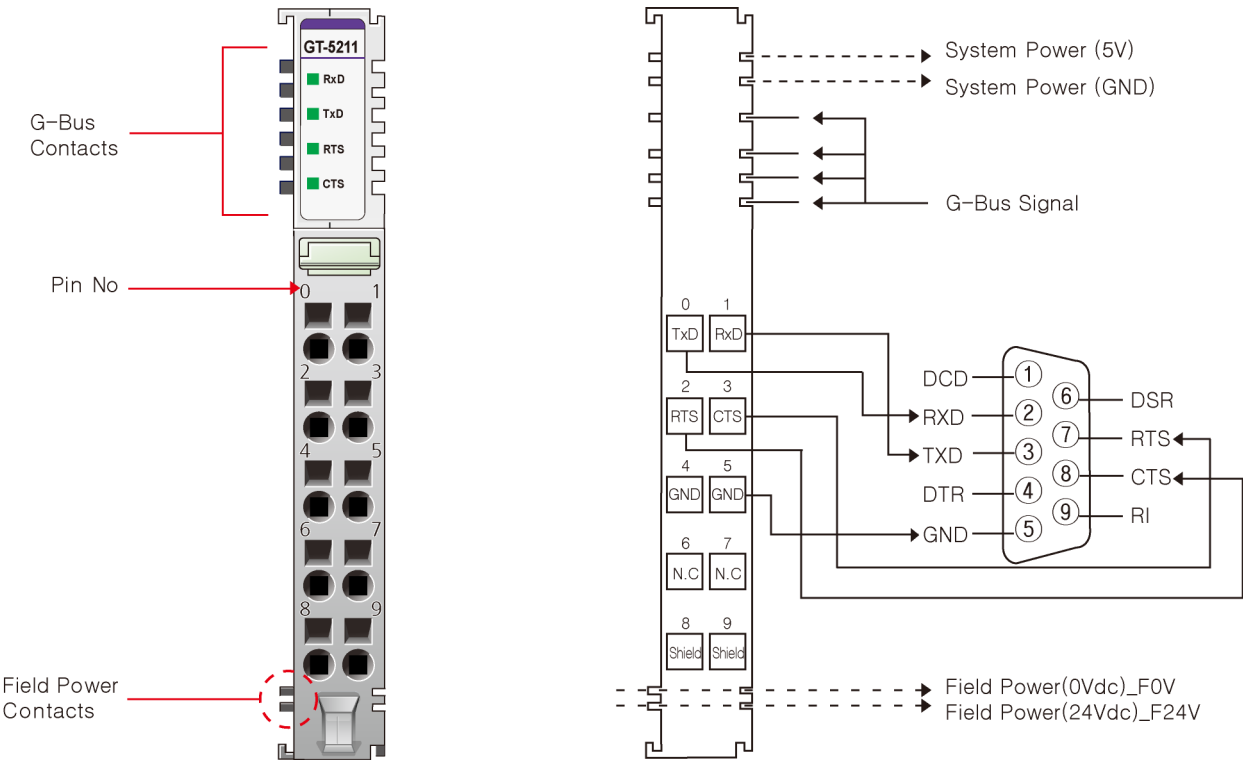 GT-5211
RxD
TxD
RTS
CTS
G-Bus
Contacts
Pin No
0 1
2 3
4 5
6 7
8 9
Field Power
Contacts
System Power (5V)
System Power (GND)
G-Bus Signal
0 1
TxD RxD
2 3
RTS CTS
4 5
GND GND
6 7
N.C N.C
8 9
Shield Shield
DCD 1
RXD 2
TXD 3
DTR 4
GND 5
6 DSR
7 RTS
8 CTS
9 RI
Field Power(0Vdc)_F0V
Field Power(24Vdc)_F24V